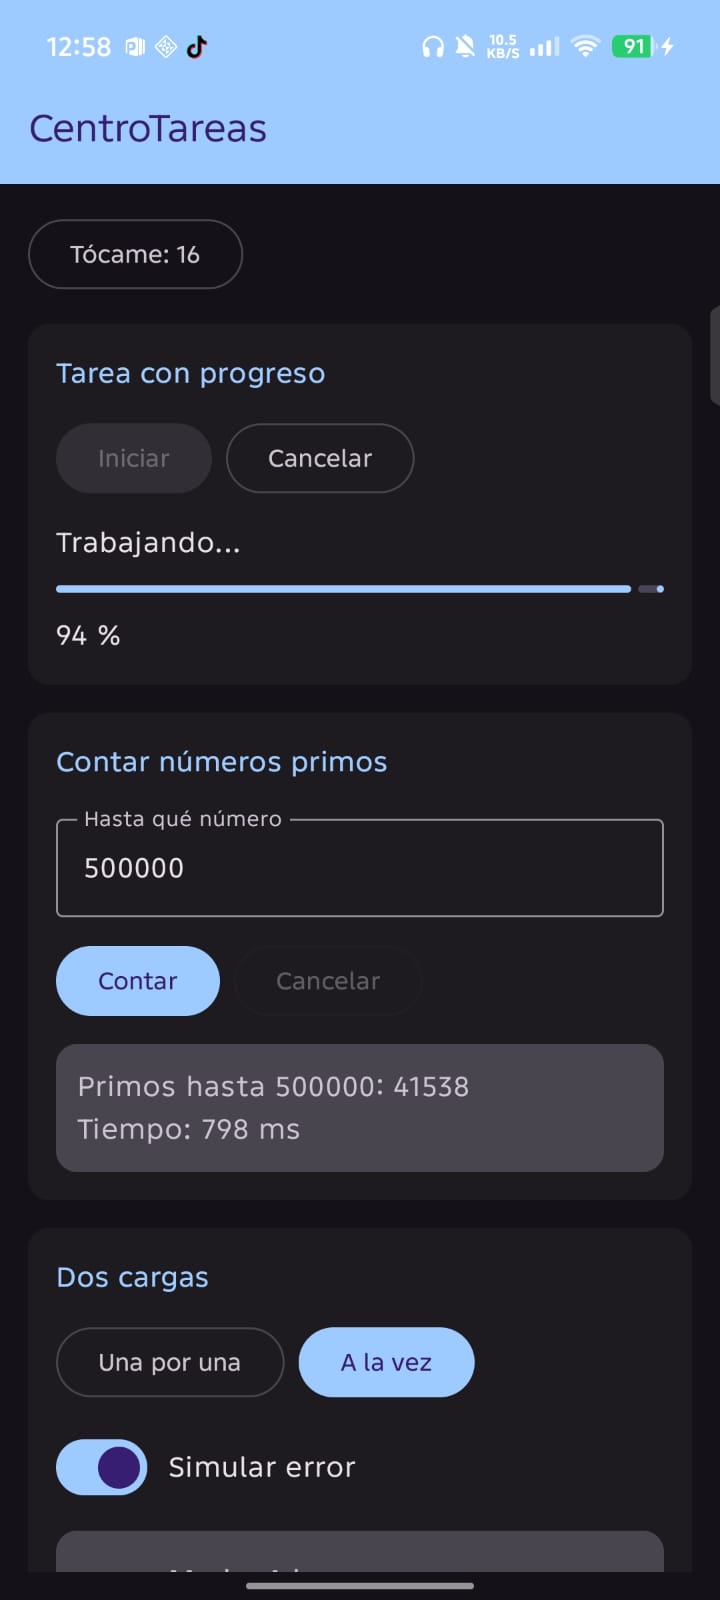 12:58
10.5
KB/S
91
CentroTareas
Tócame: 16
Tarea con progreso
Iniciar
Cancelar
Trabajando...
94 %
Contar números primos
Hasta qué número
500000
Contar
Cancelar
Primos hasta 500000: 41538
Tiempo: 798 ms
Dos cargas
Una por una
A la vez
Simular error